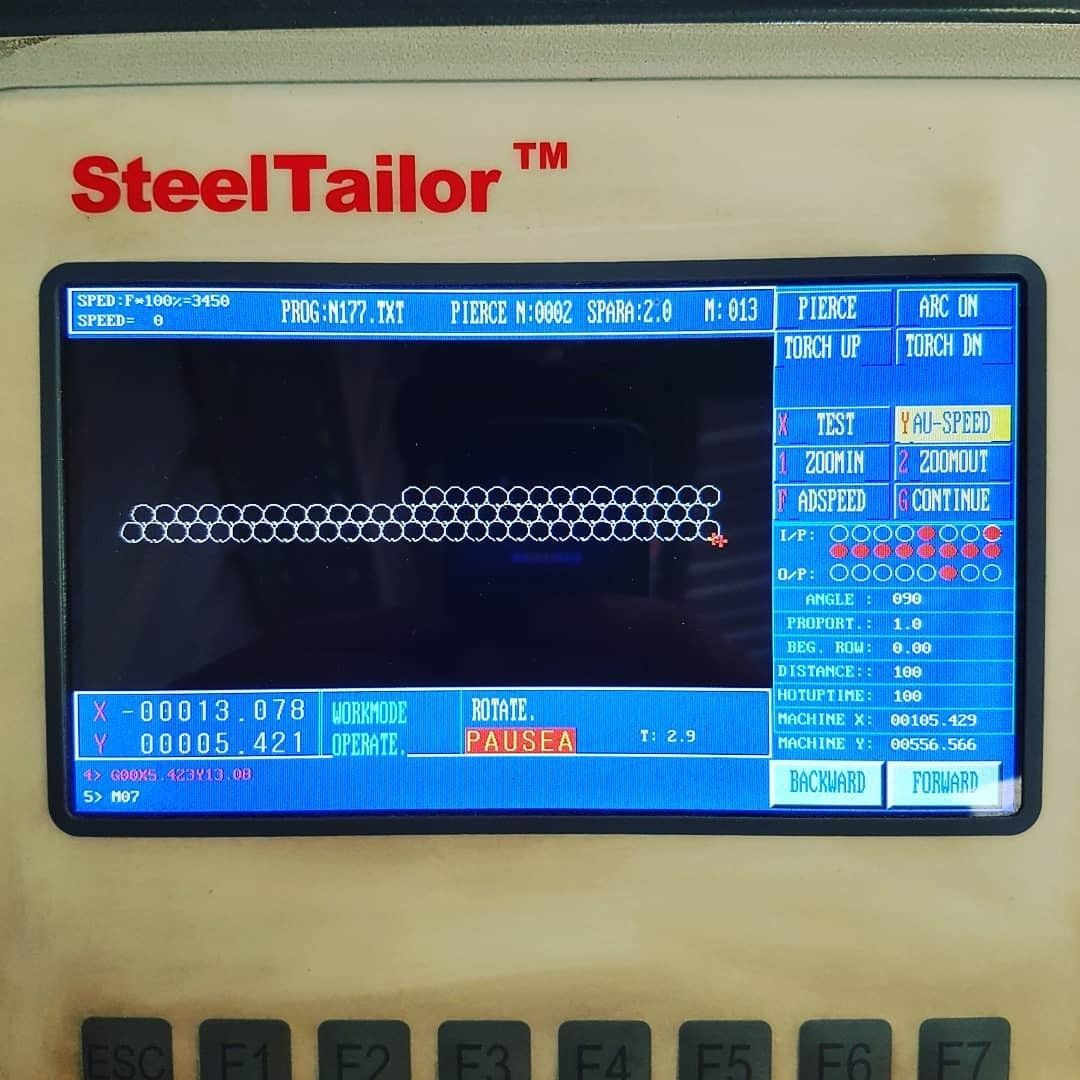 SteelTailor™
SPED:F*100%=3450
SPEED= 0
PROG:N177.TXT PIERCE N:0002 SPARA:2.0 M:013
PIERCE ARC ON
TORCH UP TORCH DN
X TEST Y AU-SPEED
1 ZOOMIN 2 ZOOMOUT
F ADSPEED G CONTINUE
I/P:
O/P:
ANGLE : 090
PROPORT.: 1.0
BEG. ROW: 0.00
DISTANCE:: 100
HOTUPTIME: 100
MACHINE X: 00105.429
MACHINE Y: 00556.566
BACKWARD FORWARD
X -00013.078 WORKMODE ROTATE.
Y 00005.421 OPERATE. PAUSEA T: 2.9
4> G00X5.423Y13.08
5> M07
ESC F1 F2 F3 F4 F5 F6 F7